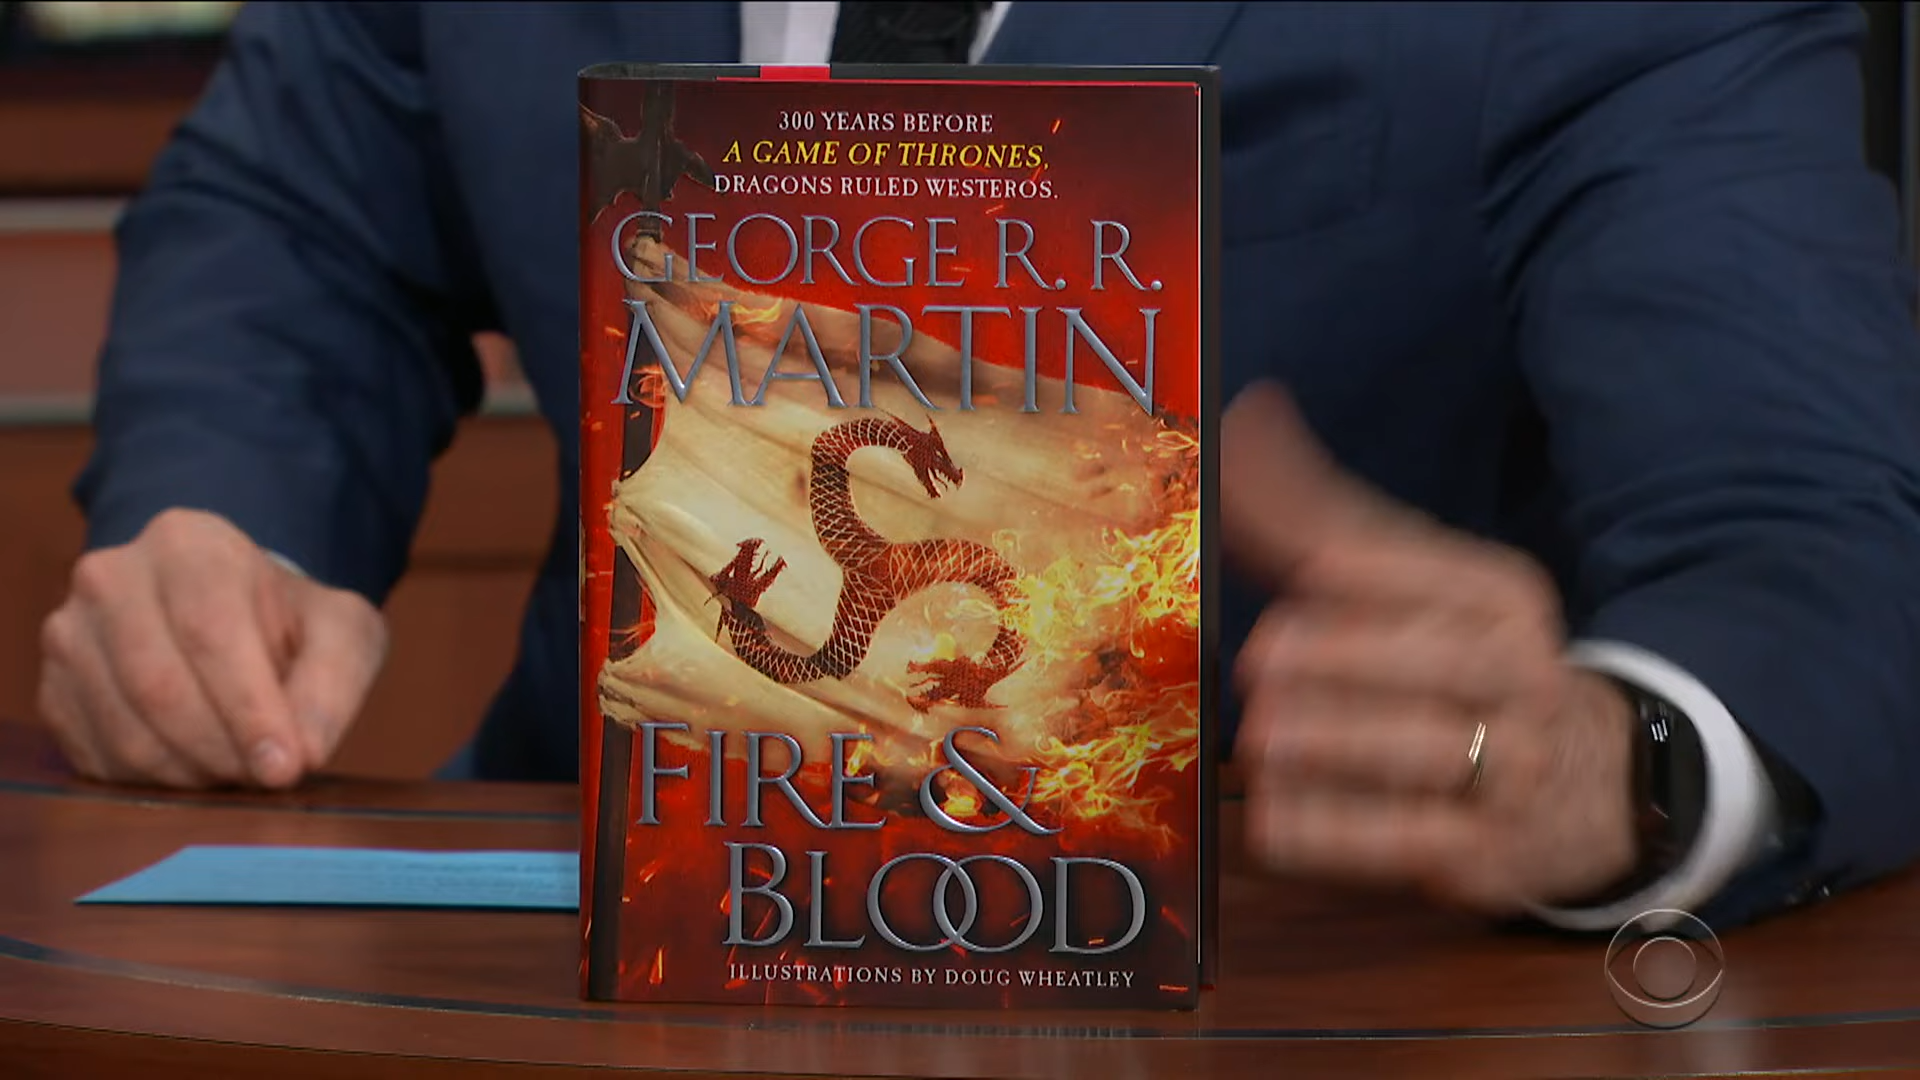 300 YEARS BEFORE
A GAME OF THRONES,
DRAGONS RULED WESTEROS.
GEORGE R. R.
MARTIN
FIRE &
BLOOD
ILLUSTRATIONS BY DOUG WHEATLEY